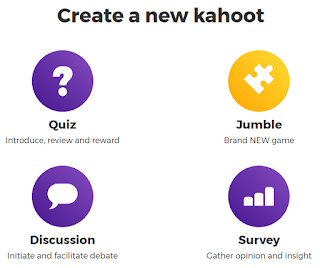 Create a new kahoot
?
Quiz
Introduce, review and reward
Jumble
Brand NEW game
Discussion
Initiate and facilitate debate
Survey
Gather opinion and insight